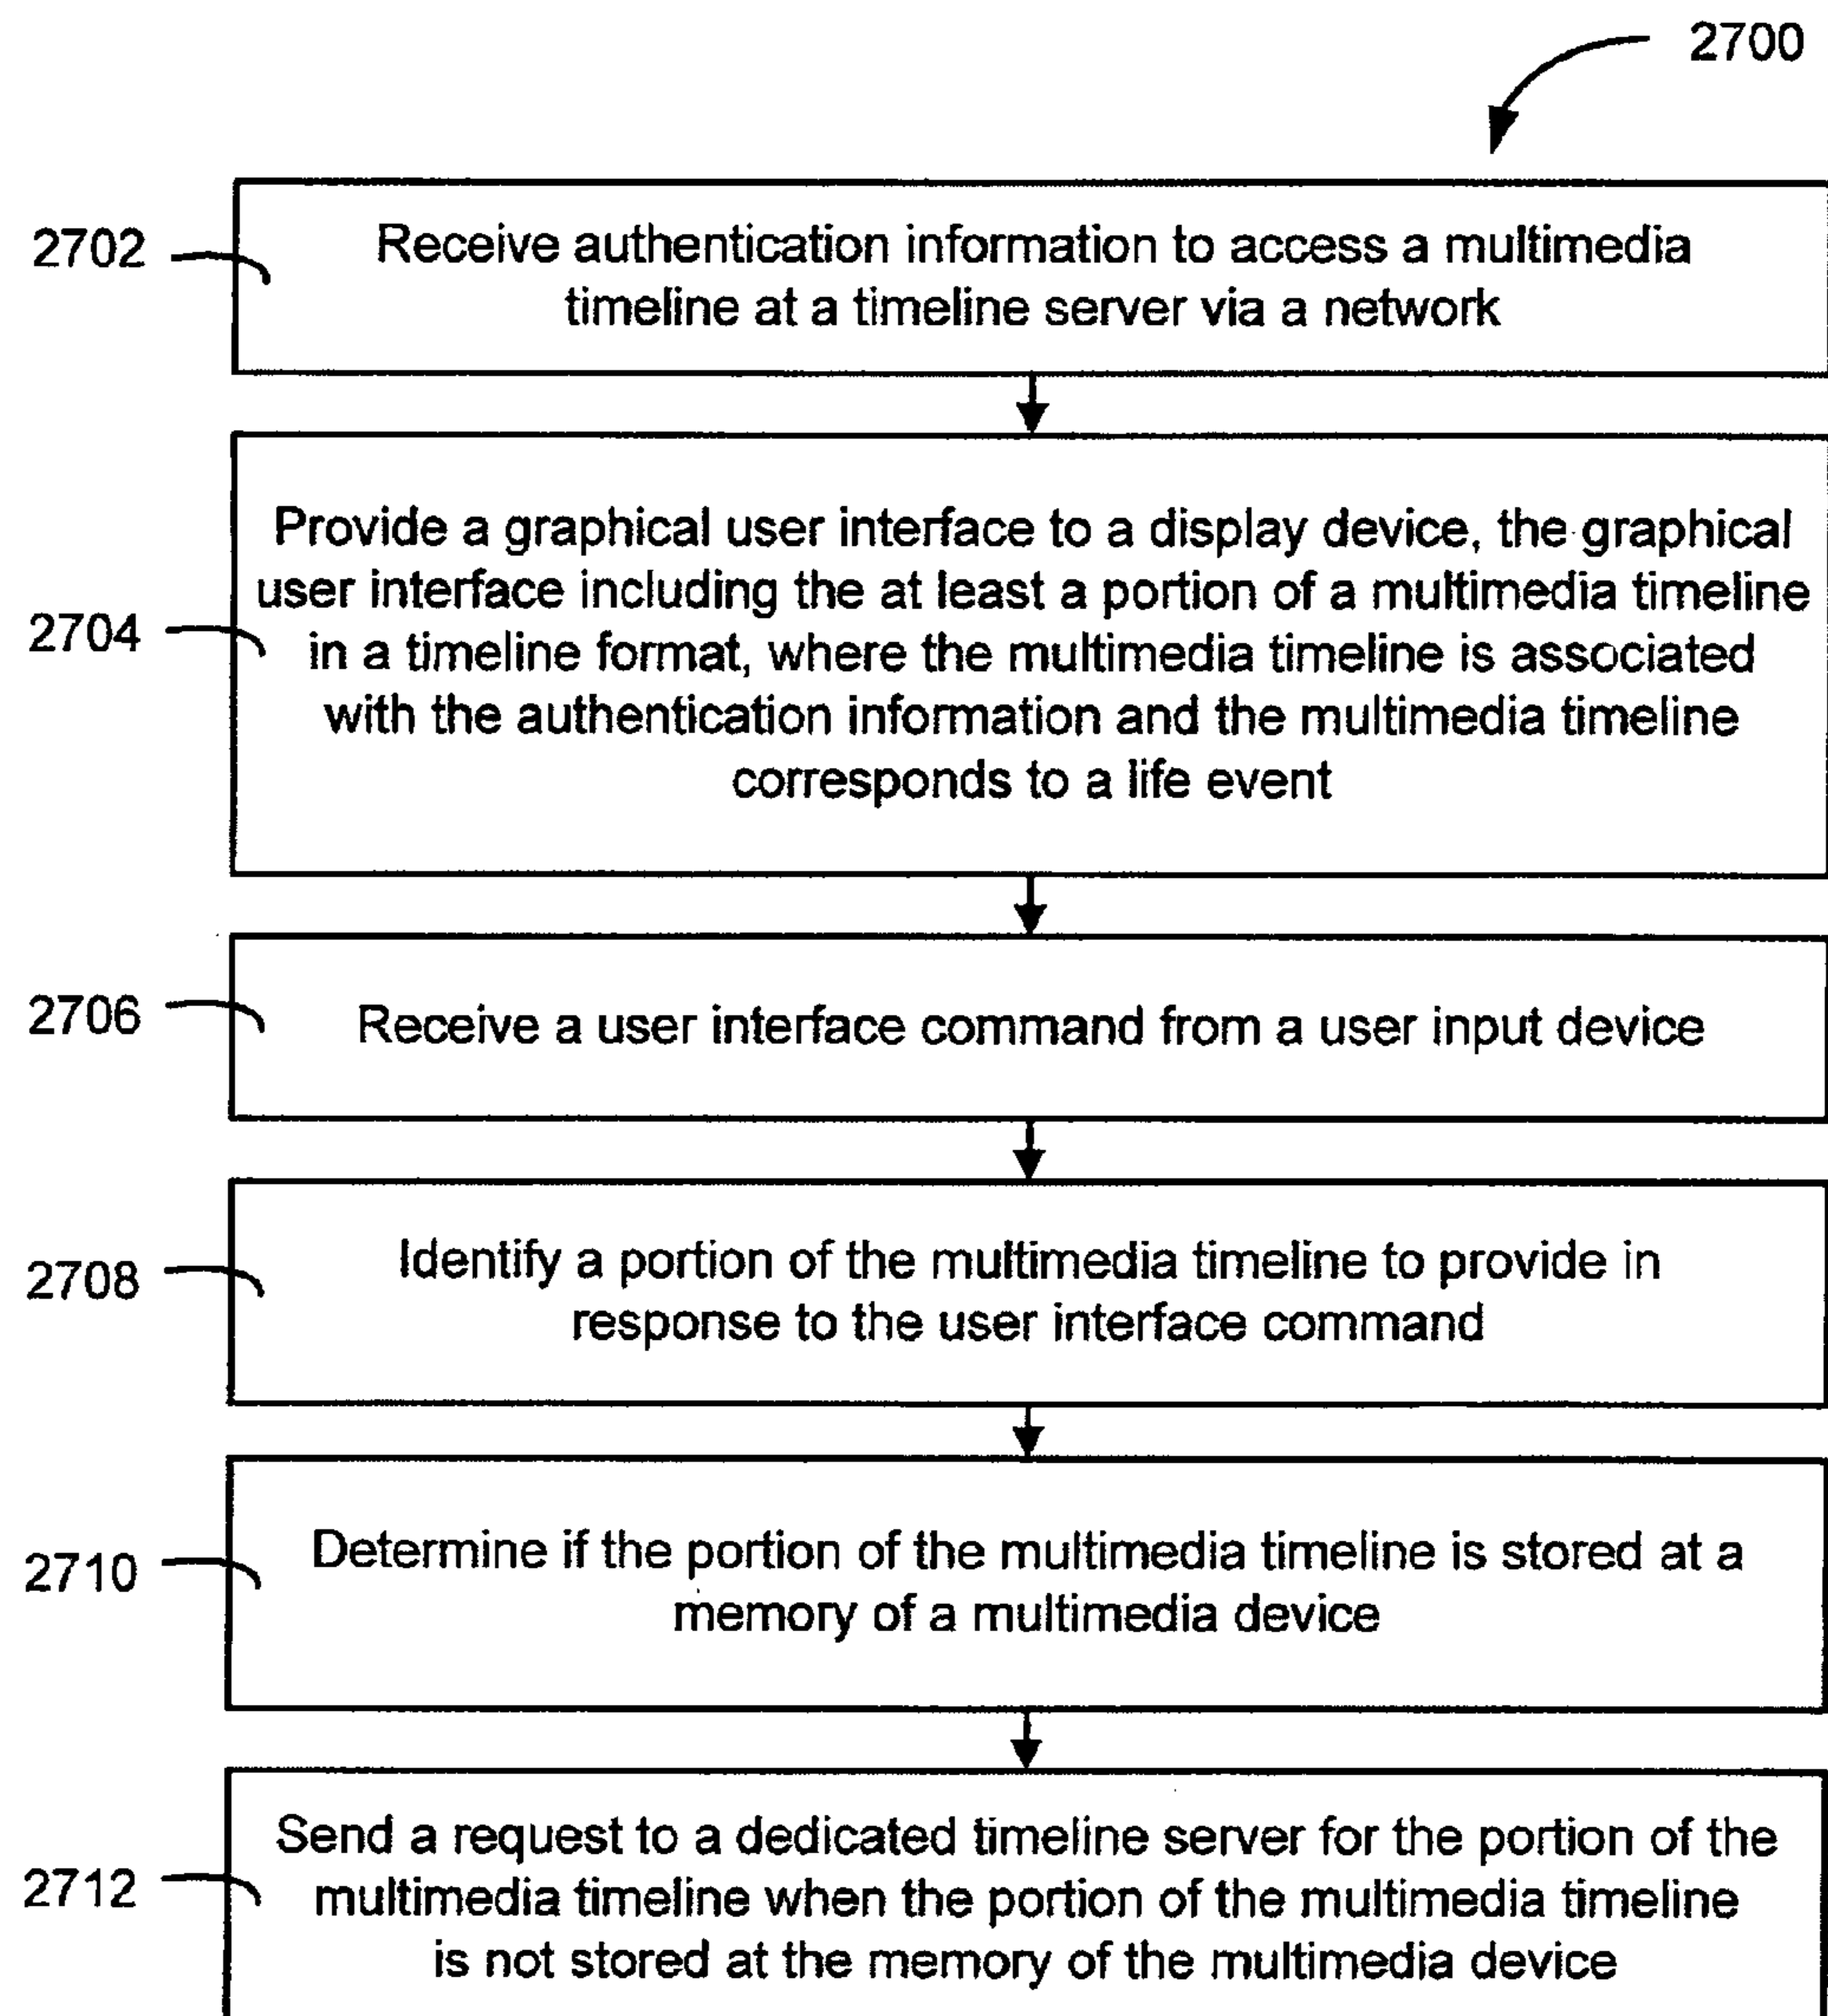 2700
2702
Receive authentication information to access a multimedia
timeline at a timeline server via a network
2704
Provide a graphical user interface to a display device, the graphical
user interface including the at least a portion of a multimedia timeline
in a timeline format, where the multimedia timeline is associated
with the authentication information and the multimedia timeline
corresponds to a life event
2706
Receive a user interface command from a user input device
2708
Identify a portion of the multimedia timeline to provide in
response to the user interface command
2710
Determine if the portion of the multimedia timeline is stored at a
memory of a multimedia device
2712
Send a request to a dedicated timeline server for the portion of the
multimedia timeline when the portion of the multimedia timeline
is not stored at the memory of the multimedia device